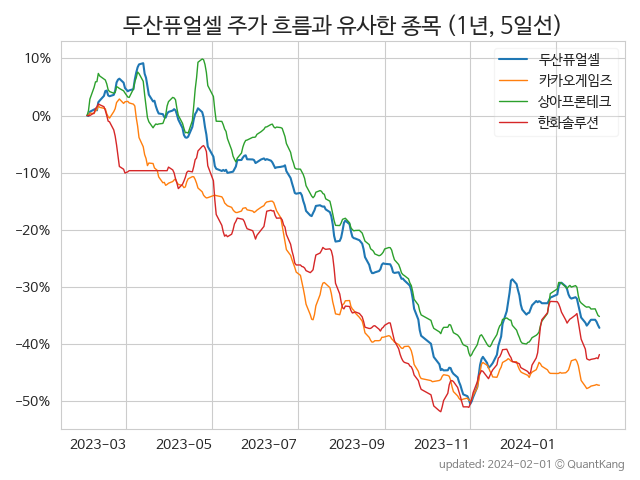 두산퓨얼셀 주가 흐름과 유사한 종목 (1년, 5일선)
두산퓨얼셀
카카오게임즈
상아프론테크
한화솔루션
10%
0%
−10%
−20%
−30%
−40%
−50%
2023−03 2023−05 2023−07 2023−09 2023−11 2024−01
updated: 2024−02−01 © QuantKang